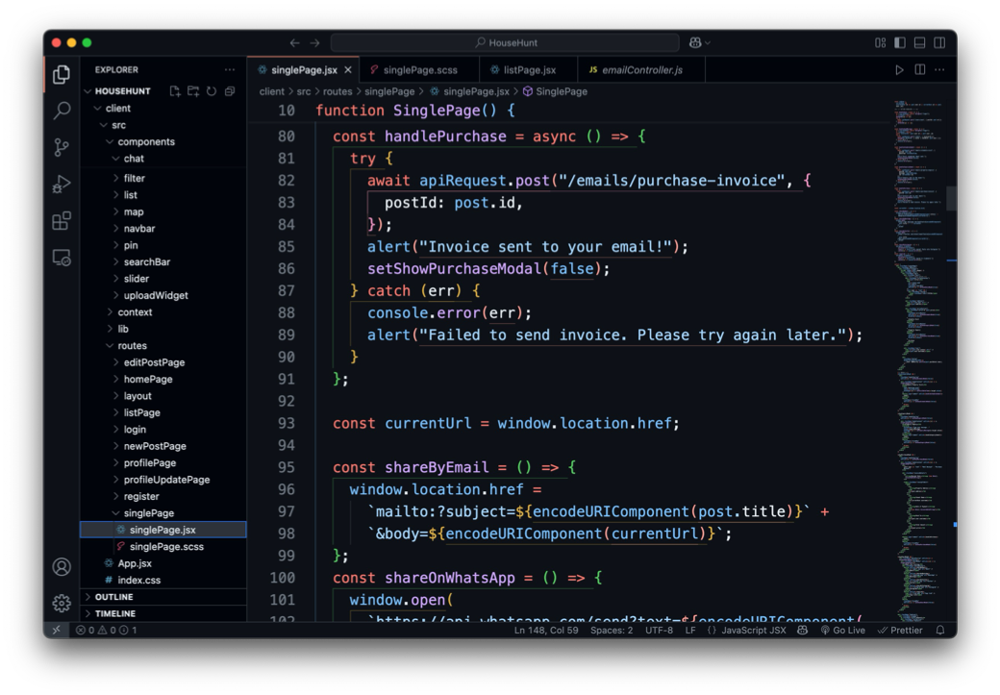 HouseHunt
EXPLORER
singlePage.jsx
singlePage.scss
listPage.jsx
JS emailController.js
HOUSEHUNT
client > src > routes > singlePage > singlePage.jsx > SinglePage
client
src
components
chat
filter
list
map
navbar
pin
searchBar
slider
uploadWidget
context
lib
routes
editPostPage
homePage
layout
listPage
login
newPostPage
profilePage
profileUpdatePage
register
singlePage
singlePage.jsx
singlePage.scss
App.jsx
# index.css
OUTLINE
TIMELINE
10 function SinglePage() {
80 const handlePurchase = async () => {
81 try {
82 await apiRequest.post("/emails/purchase-invoice", {
83 postId: post.id,
84 });
85 alert("Invoice sent to your email!");
86 setShowPurchaseModal(false);
87 } catch (err) {
88 console.error(err);
89 alert("Failed to send invoice. Please try again later.");
90 }
91 };
92
93 const currentUrl = window.location.href;
94
95 const shareByEmail = () => {
96 window.location.href =
97 `mailto:?subject=${encodeURIComponent(post.title)}` +
98 `&body=${encodeURIComponent(currentUrl)}`;
99 };
100 const shareOnWhatsApp = () => {
101 window.open(
102 `https://api.whatsapp.com/send?text=${encodeURIComponent(
0 0 1
Ln 148, Col 59 Spaces: 2 UTF-8 LF {} JavaScript JSX Go Live Prettier